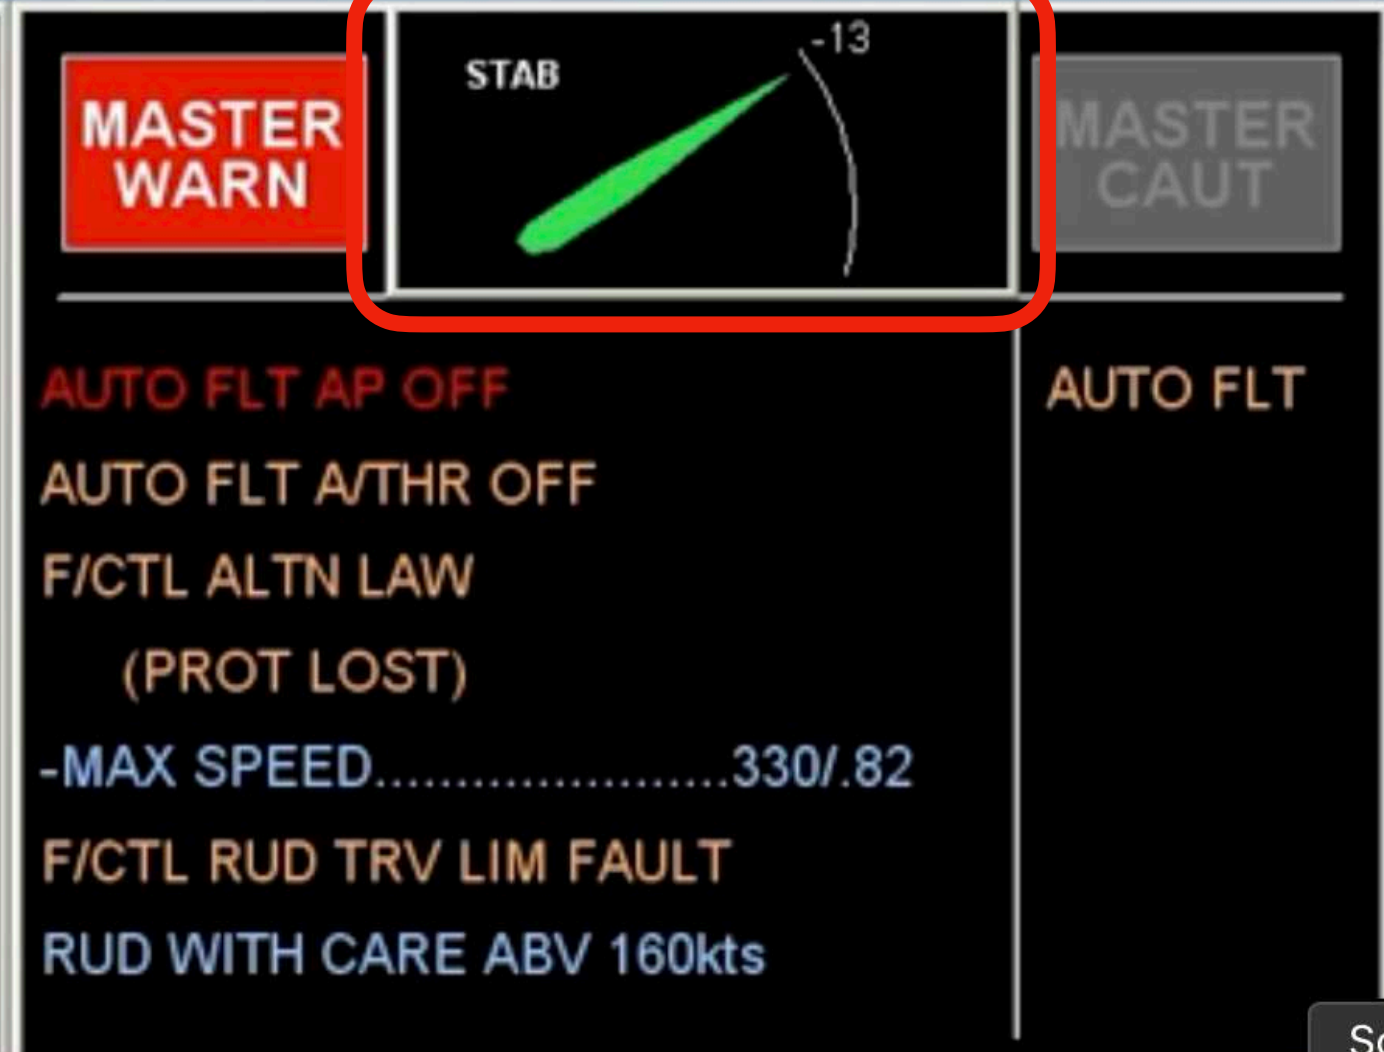 MASTER
WARN
STAB
-13
MASTER
CAUT
AUTO FLT AP OFF
AUTO FLT
AUTO FLT A/THR OFF
F/CTL ALTN LAW
(PROT LOST)
-MAX SPEED......................330/.82
F/CTL RUD TRV LIM FAULT
RUD WITH CARE ABV 160kts